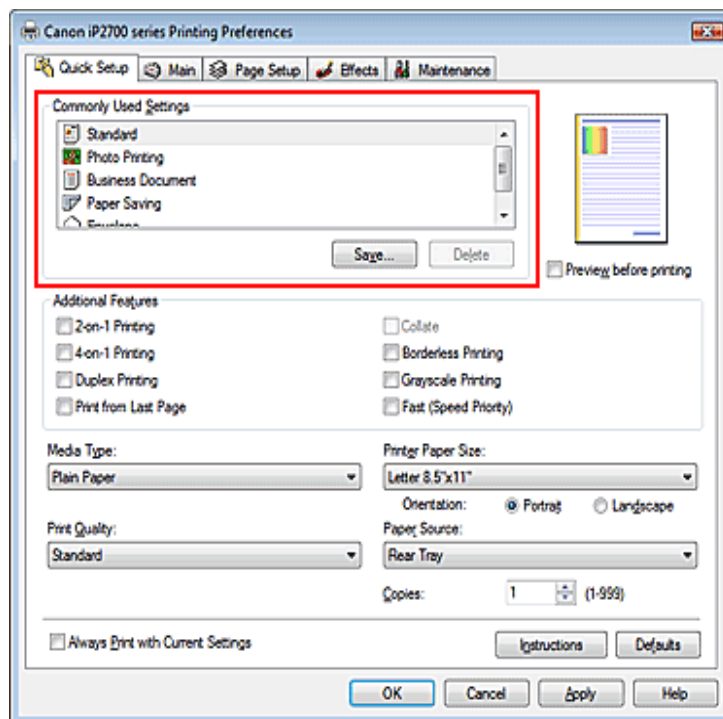 Canon iP2700 series Printing Preferences
Quick Setup Main Page Setup Effects Maintenance
Commonly Used Settings
Standard
Photo Printing
Business Document
Paper Saving
Envelope
Save... Delete
Preview before printing
Additional Features
2-on-1 Printing Collate
4-on-1 Printing Borderless Printing
Duplex Printing Grayscale Printing
Print from Last Page Fast (Speed Priority)
Media Type: Printer Paper Size:
Plain Paper Letter 8.5"x11"
Orientation: Portrait Landscape
Print Quality: Paper Source:
Standard Rear Tray
Copies: 1 (1-999)
Always Print with Current Settings Instructions Defaults
OK Cancel Apply Help